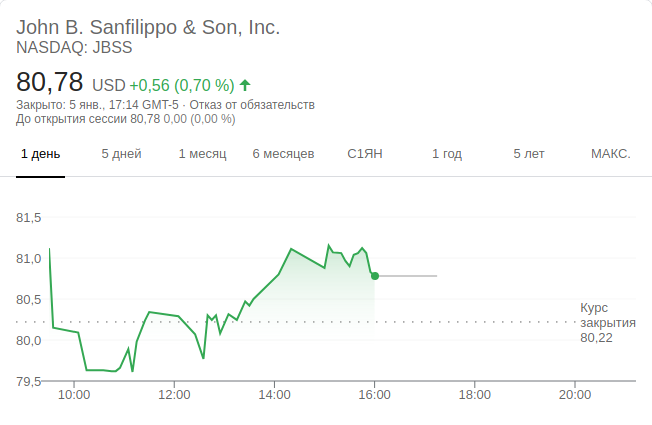 John B. Sanfilippo & Son, Inc.
NASDAQ: JBSS
80,78 USD +0,56 (0,70 %)
Закрыто: 5 янв., 17:14 GMT-5 · Отказ от обязательств
До открытия сессии 80,78 0,00 (0,00 %)
1 день 5 дней 1 месяц 6 месяцев С1ЯН 1 год 5 лет МАКС.
81,5
81,0
80,5
Курс
закрытия
80,22
80,0
79,5
10:00 12:00 14:00 16:00 18:00 20:00